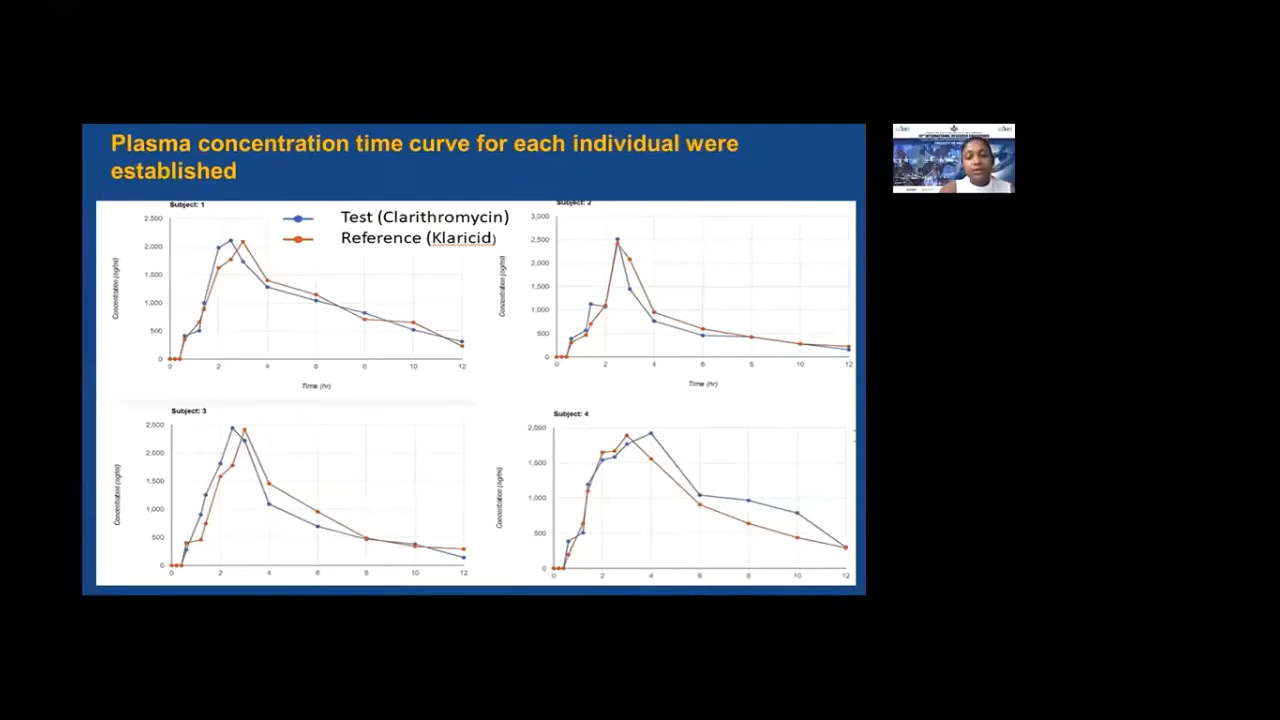 Plasma concentration time curve for each individual were
established
Subject: 1
Test (Clarithromycin)
Reference (Klaricid)
2,500
2,000
1,500
1,000
500
0
Concentration (ng/ml)
0 2 4 6 8 10 12
Time (hr)
Subject: 2
3,000
2,500
2,000
1,500
1,000
500
0
Concentration (ng/ml)
0 2 4 6 8 10 12
Time (hr)
Subject: 3
2,500
2,000
1,500
1,000
500
0
Concentration (ng/ml)
0 2 4 6 8 10 12
Subject: 4
2,000
1,500
1,000
500
0
Concentration (ng/ml)
0 2 4 6 8 10 12